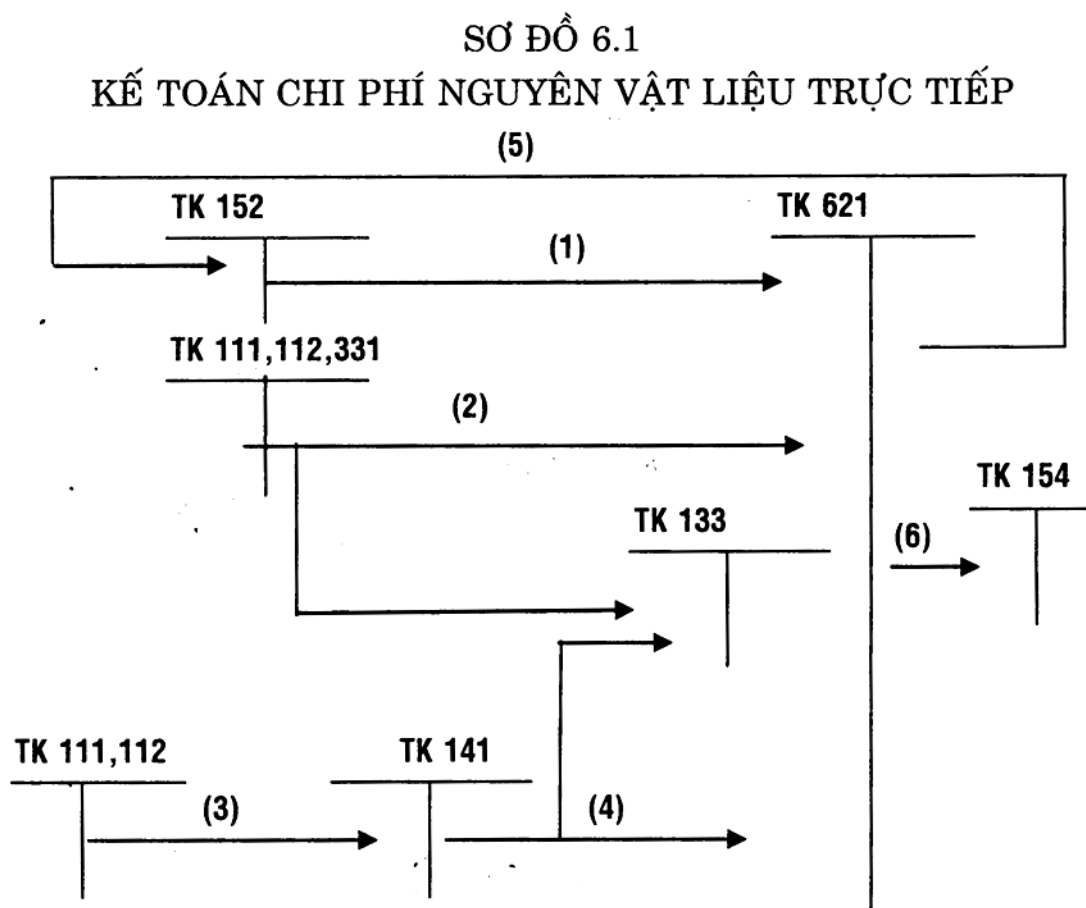 SƠ ĐỒ 6.1
KẾ TOÁN CHI PHÍ NGUYÊN VẬT LIỆU TRỰC TIẾP
(5)
TK 152
TK 621
(1)
TK 111,112,331
(2)
TK 154
TK 133
(6)
TK 111,112
TK 141
(3)
(4)